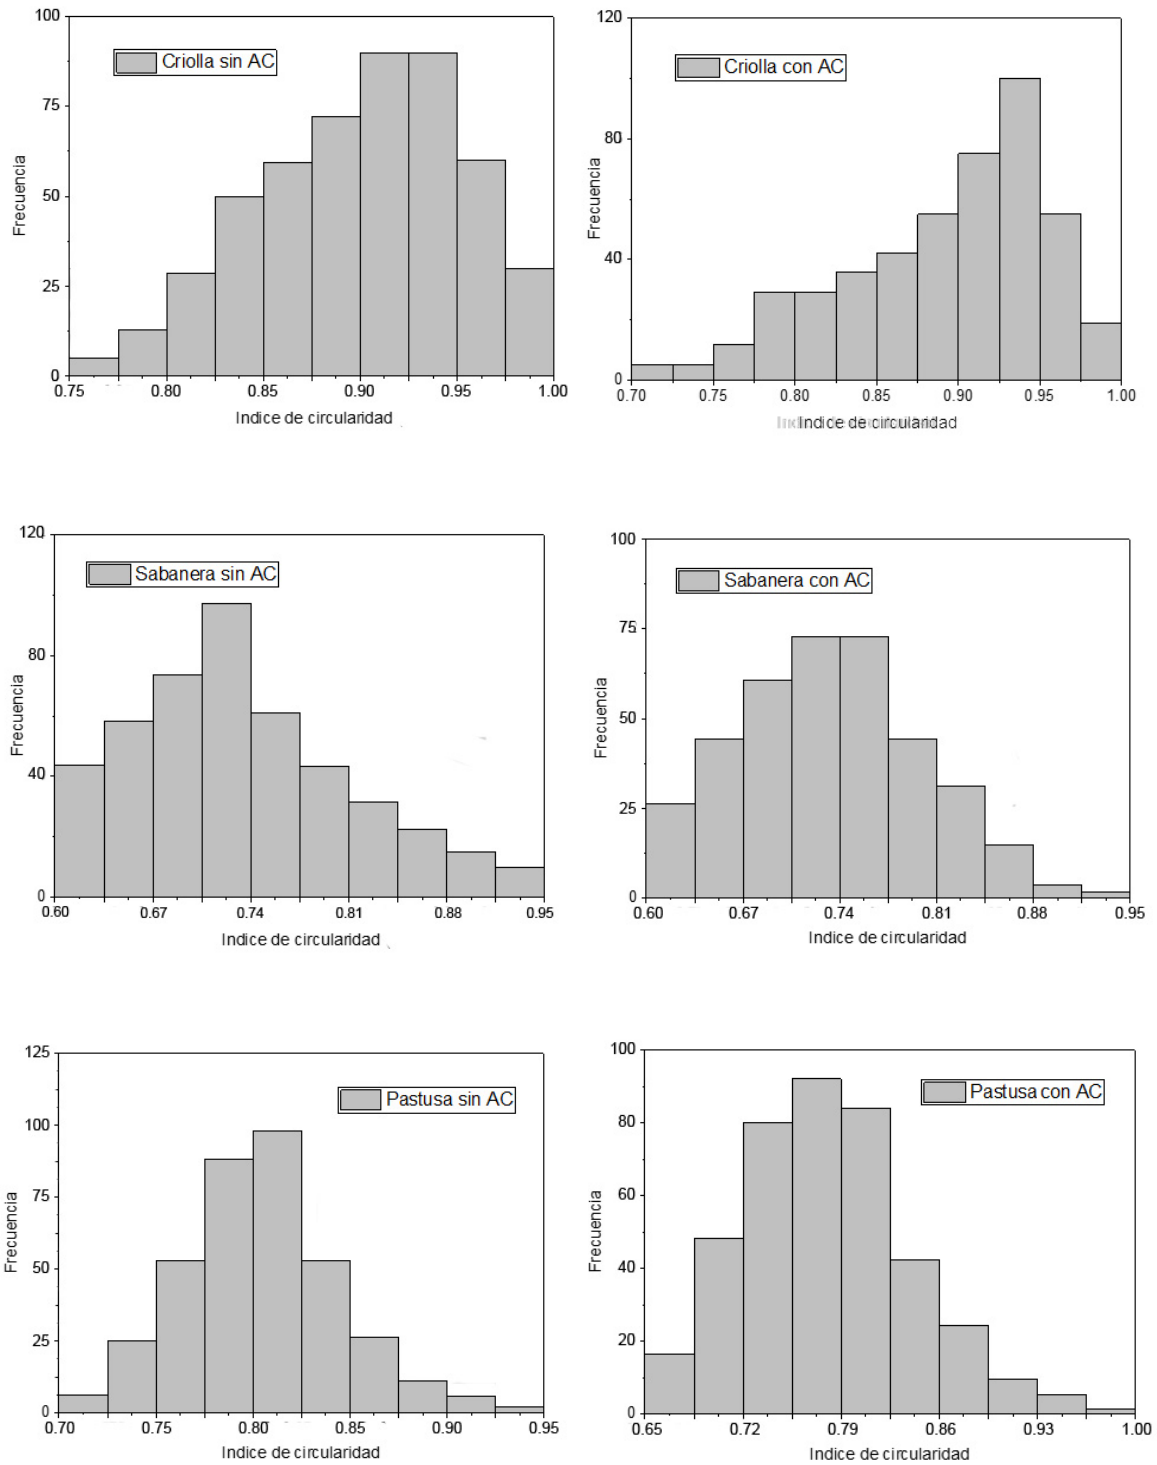 100
75
50
25
0
Frecuencia
Criolla sin AC
0.75 0.80 0.85 0.90 0.95 1.00
Indice de circularidad
120
80
40
0
Frecuencia
Criolla con AC
0.70 0.75 0.80 0.85 0.90 0.95 1.00
Indice de circularidad
120
80
40
0
Frecuencia
Sabanera sin AC
0.60 0.67 0.74 0.81 0.88 0.95
Indice de circularidad
100
75
50
25
0
Frecuencia
Sabanera con AC
0.60 0.67 0.74 0.81 0.88 0.95
Indice de circularidad
125
100
75
50
25
0
Frecuencia
Pastusa sin AC
0.70 0.75 0.80 0.85 0.90 0.95
Indice de circularidad
100
80
60
40
20
0
Frecuencia
Pastusa con AC
0.65 0.72 0.79 0.86 0.93 1.00
Indice de circularidad